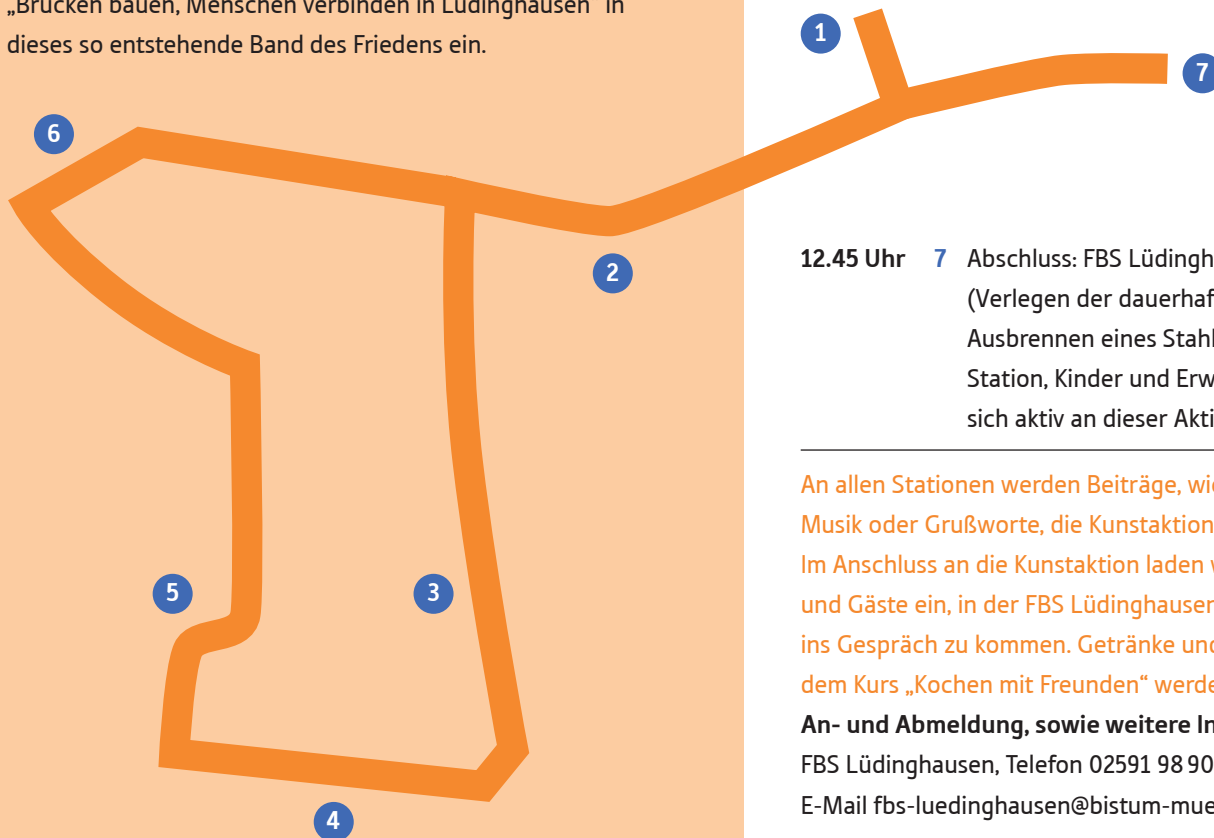 „Brücken bauen, Menschen verbinden in Lüdinghausen“ in
dieses so entstehende Band des Friedens ein.
1
7
6
2
12.45 Uhr 7 Abschluss: FBS Lüdingh
(Verlegen der dauerhaf
Ausbrennen eines Stahl
Station, Kinder und Erw
sich aktiv an dieser Akti
An allen Stationen werden Beiträge, wie
Musik oder Grußworte, die Kunstaktion
Im Anschluss an die Kunstaktion laden w
und Gäste ein, in der FBS Lüdinghausen
5
3
ins Gespräch zu kommen. Getränke und
dem Kurs „Kochen mit Freunden“ werde
An- und Abmeldung, sowie weitere In
FBS Lüdinghausen, Telefon 02591 98 90
E-Mail fbs-luedinghausen@bistum-mue
4